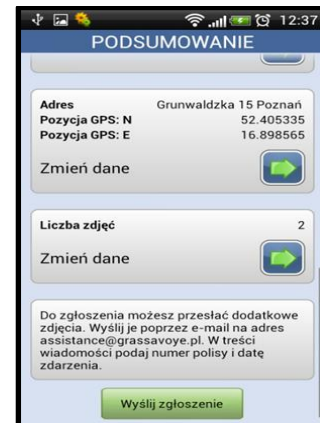 12:37
PODSUMOWANIE
Adres Grunwaldzka 15 Poznań
Pozycja GPS: N 52.405335
Pozycja GPS: E 16.898565
Zmień dane
Liczba zdjęć 2
Zmień dane
Do zgłoszenia możesz przesłać dodatkowe
zdjęcia. Wyślij je poprzez e-mail na adres
assistance@grassavoye.pl. W treści
wiadomości podaj numer polisy i datę
zdarzenia.
Wyślij zgłoszenie